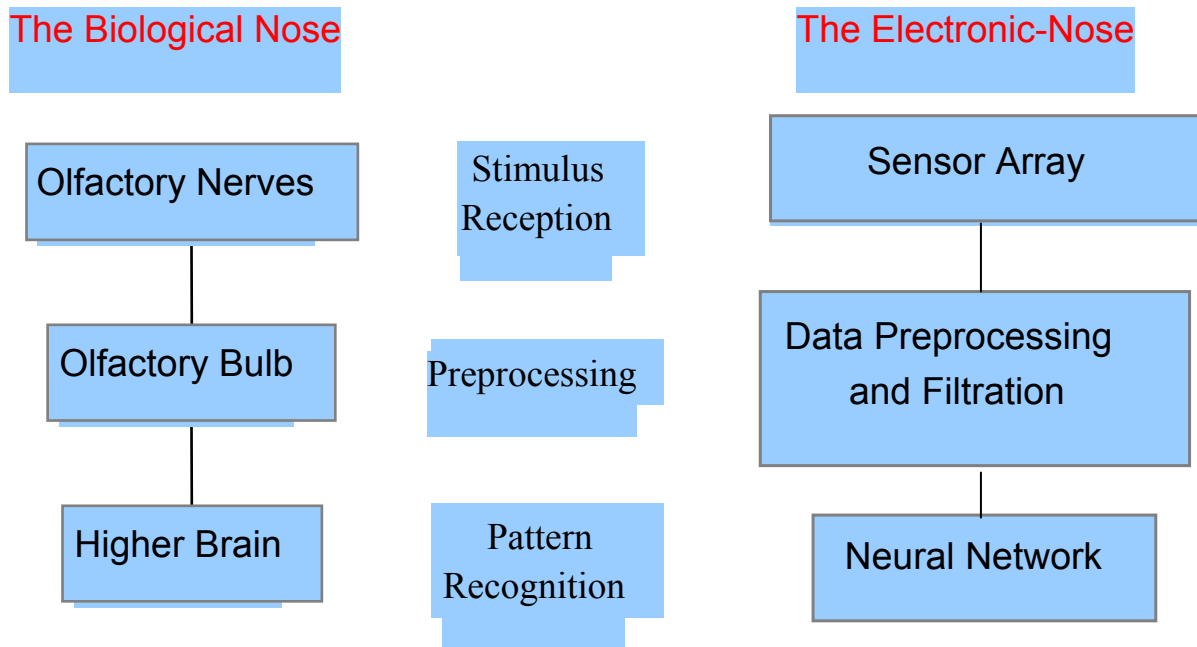 The Biological Nose
The Electronic-Nose
Olfactory Nerves
Stimulus
Reception
Sensor Array
Olfactory Bulb
Preprocessing
Data Preprocessing
and Filtration
Higher Brain
Pattern
Recognition
Neural Network